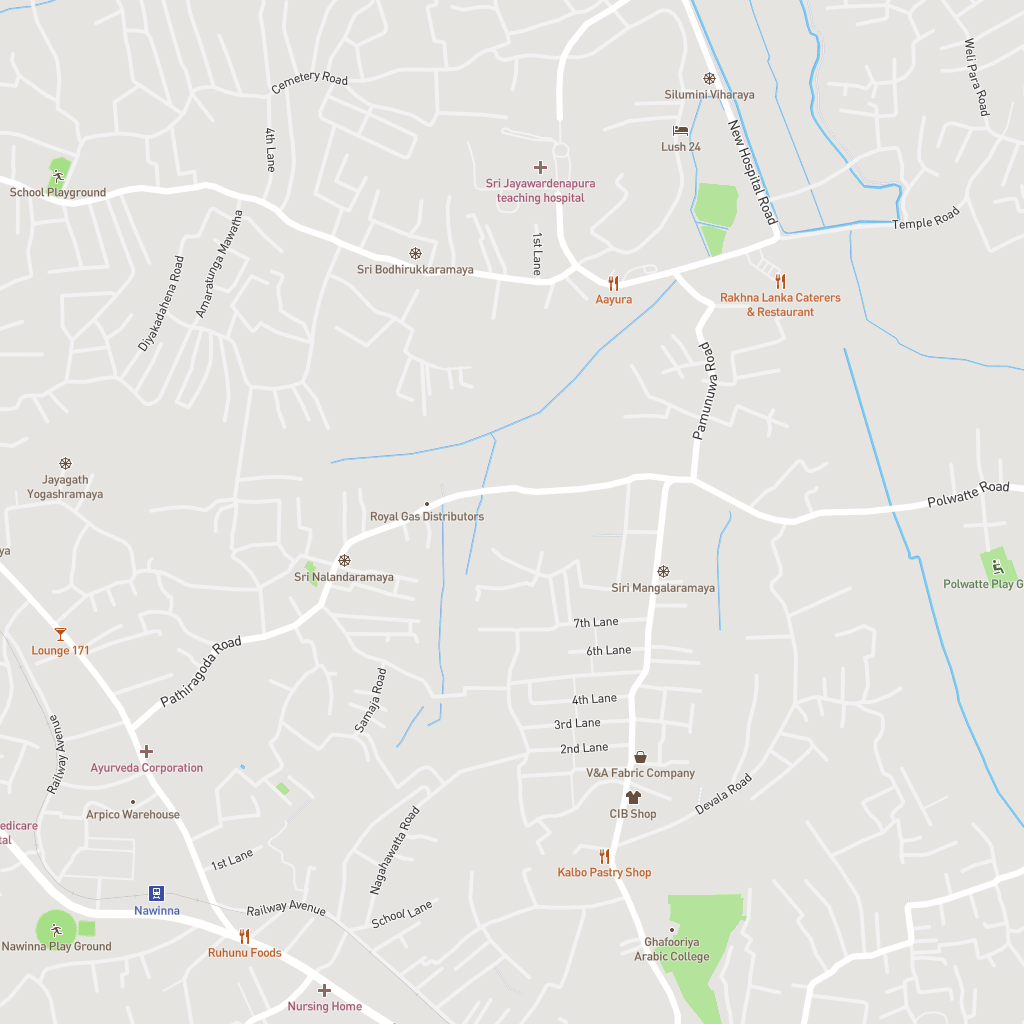 Cemetery Road
Weli Para Road
Silumini Viharaya
4th Lane
New Hospital Road
Lush 24
School Playground
Sri Jayawardenapura
teaching hospital
Temple Road
Amaratunga Mawatha
1st Lane
Diyakadahena Road
Sri Bodhirukkaramaya
Aayura
Rakhna Lanka Caterers
& Restaurant
Pamunuwa Road
Jayagath
Yogashramaya
Polwatte Road
Royal Gas Distributors
ya
Sri Nalandaramaya
Siri Mangalaramaya
Polwatte Play G
7th Lane
Lounge 171
6th Lane
Pathiragoda Road
Samaja Road
4th Lane
3rd Lane
2nd Lane
Railway Avenue
Ayurveda Corporation
V&A Fabric Company
Devala Road
Arpico Warehouse
CIB Shop
edicare
tal
Nagahawatta Road
1st Lane
Kalbo Pastry Shop
Nawinna
Railway Avenue
School Lane
Nawinna Play Ground
Ruhunu Foods
Ghafooriya
Arabic College
Nursing Home